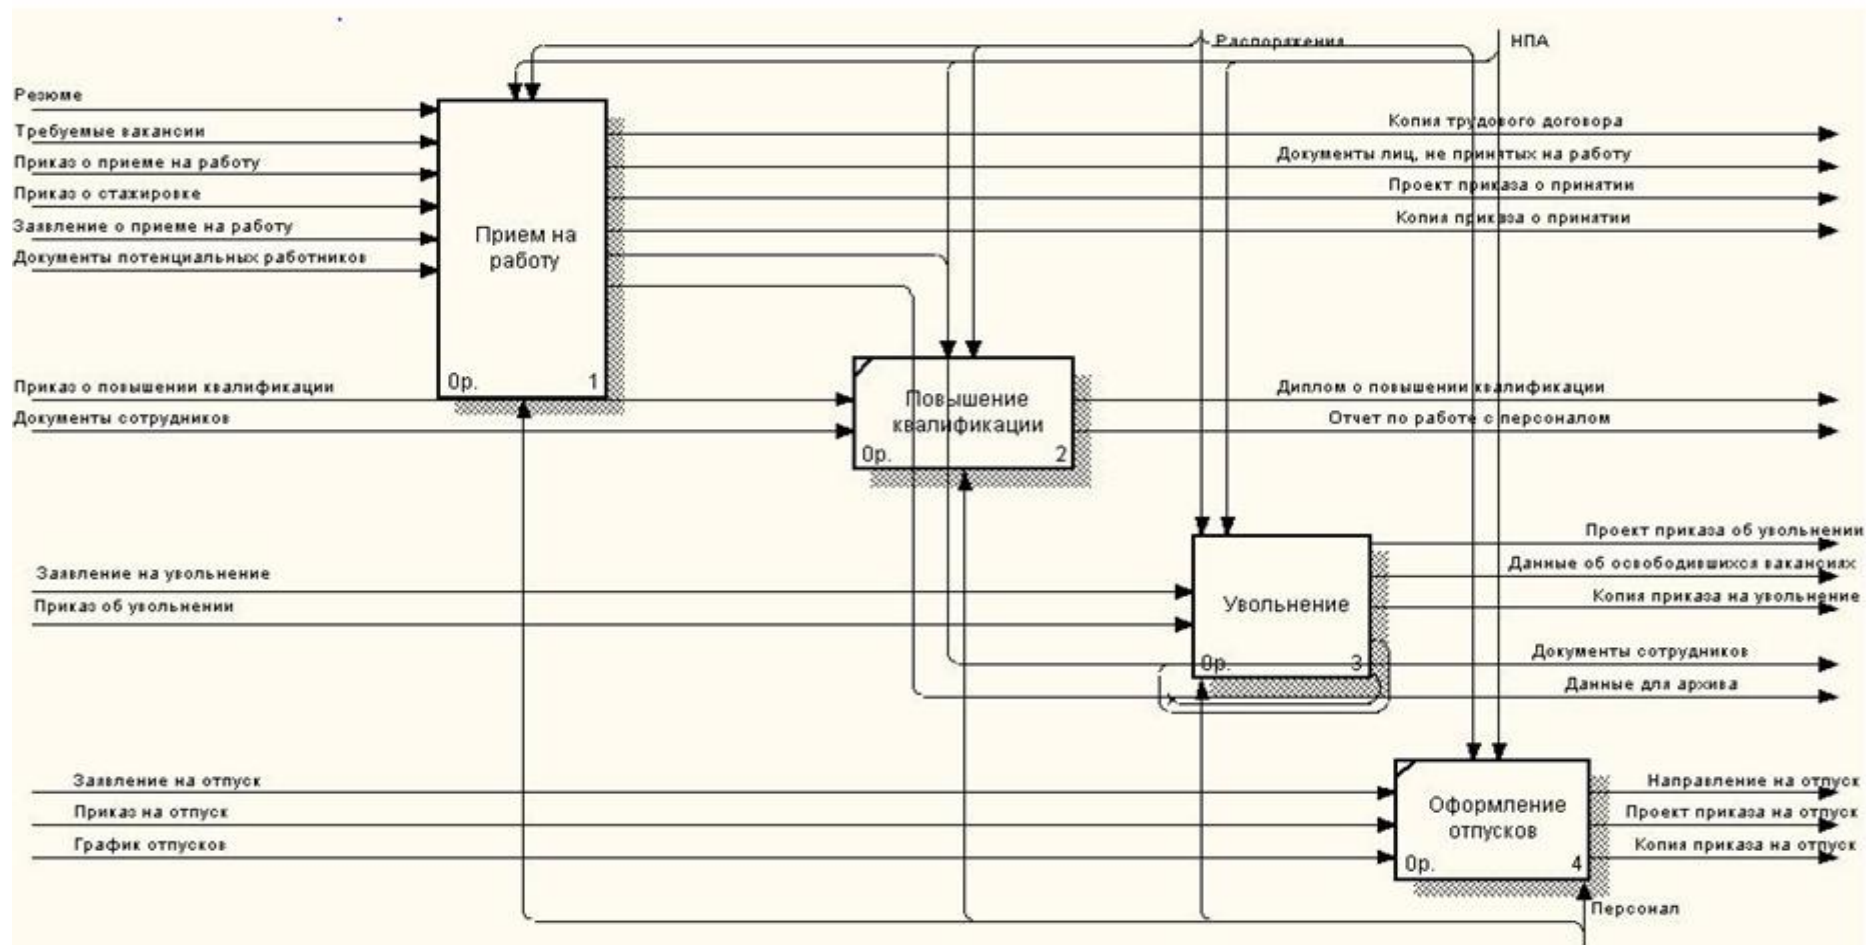 Распоряжения
НПА
Резюме
Требуемые вакансии
Приказ о приеме на работу
Приказ о стажировке
Заявление о приеме на работу
Документы потенциальных работников
Прием на
работу
0р.
1
Копия трудового договора
Документы лиц, не принятых на работу
Проект приказа о принятии
Копия приказа о принятии
Приказ о повышении квалификации
Документы сотрудников
Повышение
квалификации
0р.
2
Диплом о повышении квалификации
Отчет по работе с персоналом
Заявление на увольнение
Приказ об увольнении
Увольнение
0р.
3
Проект приказа об увольнении
Данные об освободившихся вакансиях
Копия приказа на увольнение
Документы сотрудников
Данные для архива
Заявление на отпуск
Приказ на отпуск
График отпусков
Оформление
отпусков
0р.
4
Направление на отпуск
Проект приказа на отпуск
Копия приказа на отпуск
Персонал